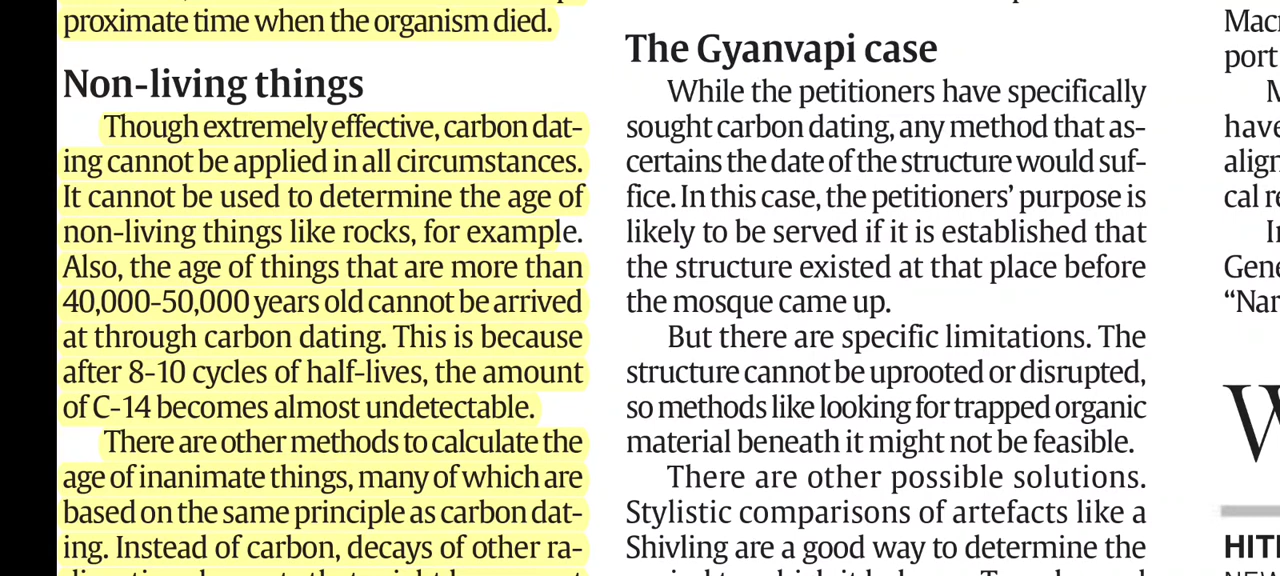 proximate time when the organism died.
Non-living things
Though extremely effective, carbon dat-
ing cannot be applied in all circumstances.
It cannot be used to determine the age of
non-living things like rocks, for example.
Also, the age of things that are more than
40,000-50,000 years old cannot be arrived
at through carbon dating. This is because
after 8-10 cycles of half-lives, the amount
of C-14 becomes almost undetectable.
There are other methods to calculate the
age of inanimate things, many of which are
based on the same principle as carbon dat-
ing. Instead of carbon, decays of other ra-
The Gyanvapi case
While the petitioners have specifically
sought carbon dating, any method that as-
certains the date of the structure would suf-
fice. In this case, the petitioners’ purpose is
likely to be served if it is established that
the structure existed at that place before
the mosque came up.
But there are specific limitations. The
structure cannot be uprooted or disrupted,
so methods like looking for trapped organic
material beneath it might not be feasible.
There are other possible solutions.
Stylistic comparisons of artefacts like a
Shivling are a good way to determine the
port
have
align
cal re
Gene
“Nar
W
HITE